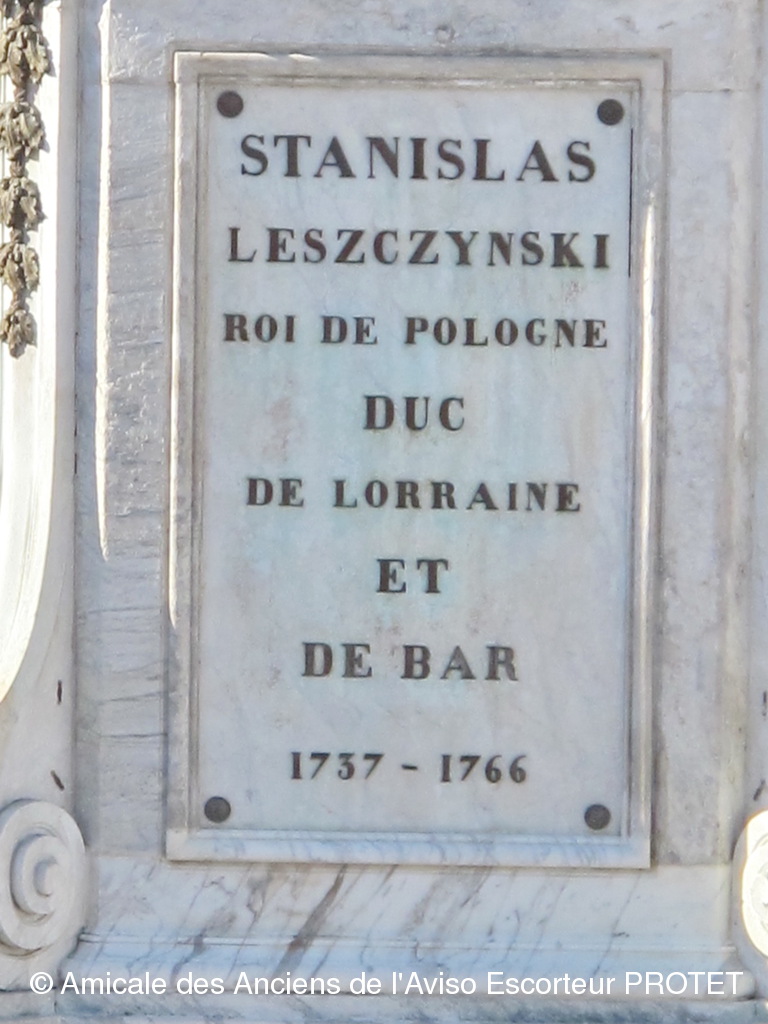 STANISLAS
LESZCZYNSKI
ROI DE POLOGNE
DUC
DE LORRAINE
ET
DE BAR
1737 - 1766
© Amicale des Anciens de l'Aviso Escorteur PROTET